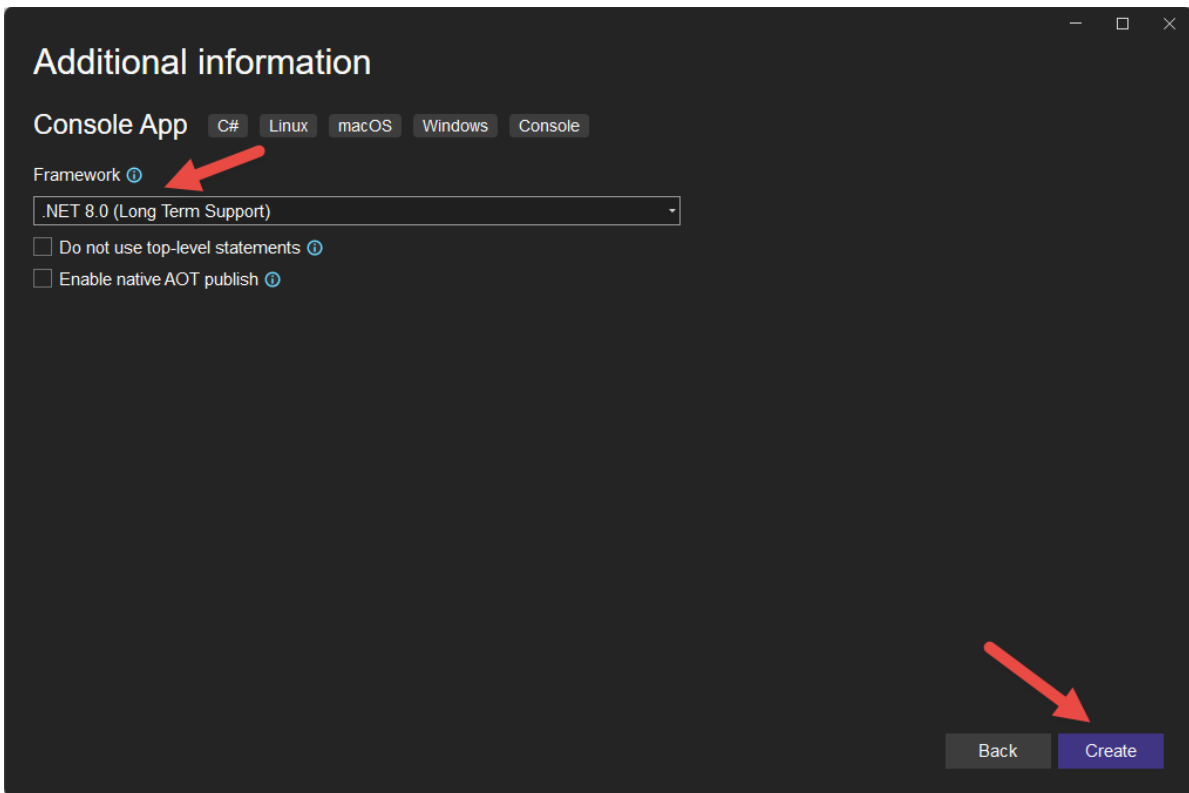 Additional information
Console App C# Linux macOS Windows Console
Framework
.NET 8.0 (Long Term Support)
Do not use top-level statements
Enable native AOT publish
Back Create